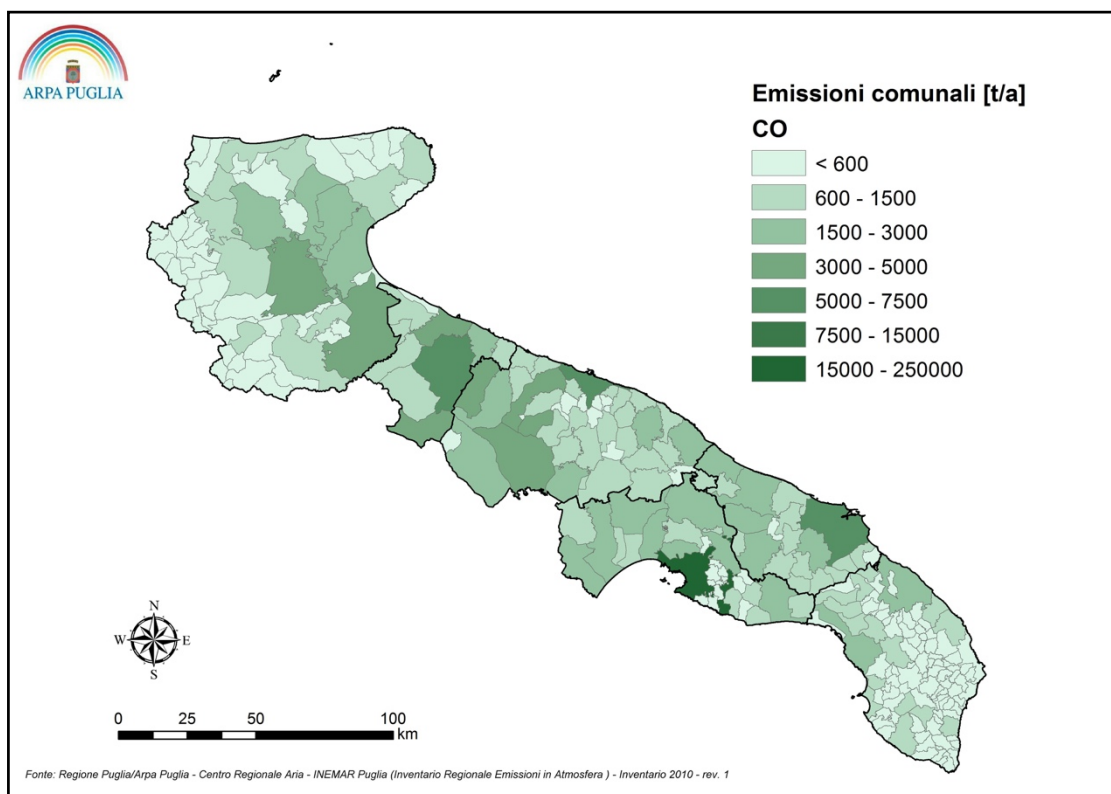 ARPA PUGLIA
Emissioni comunali [t/a]
CO
< 600
600 - 1500
1500 - 3000
3000 - 5000
5000 - 7500
7500 - 15000
15000 - 250000
N
W E
S
0 25 50 100
km
Fonte: Regione Puglia/Arpa Puglia - Centro Regionale Aria - INEMAR Puglia (Inventario Regionale Emissioni in Atmosfera ) - Inventario 2010 - rev. 1